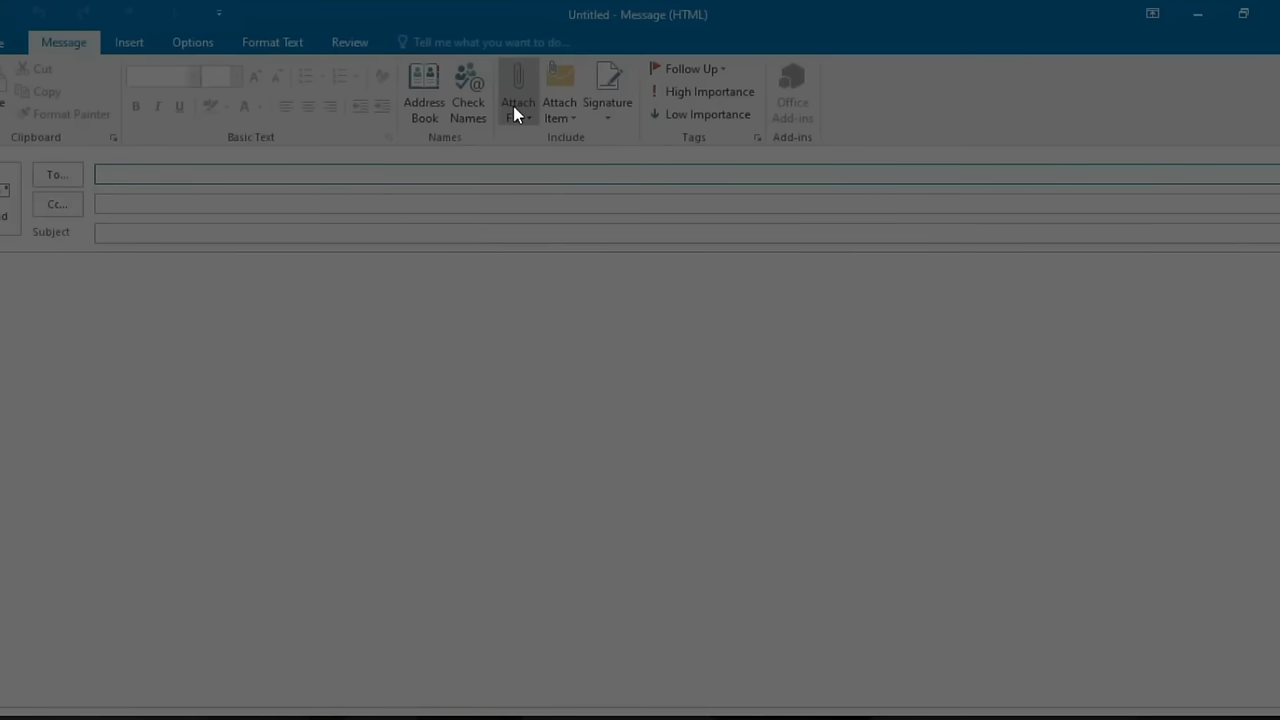 Untitled - Message (HTML)
Message Insert Options Format Text Review Tell me what you want to do...
Cut
Copy
Format Painter
Clipboard
B I U A
Basic Text
Address Book
Check Names
Names
Attach
Attach Item
Signature
Include
Follow Up
High Importance
Low Importance
Tags
Office Add-ins
Add-ins
To...
Cc...
Subject